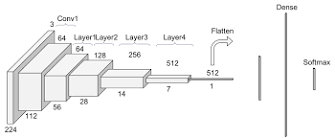 Dense
3 Conv1
64 Layer1 Layer2 Layer3 Layer4 Flatten
64 128 256
512 512 Softmax
224 112 56 28 14 7 1